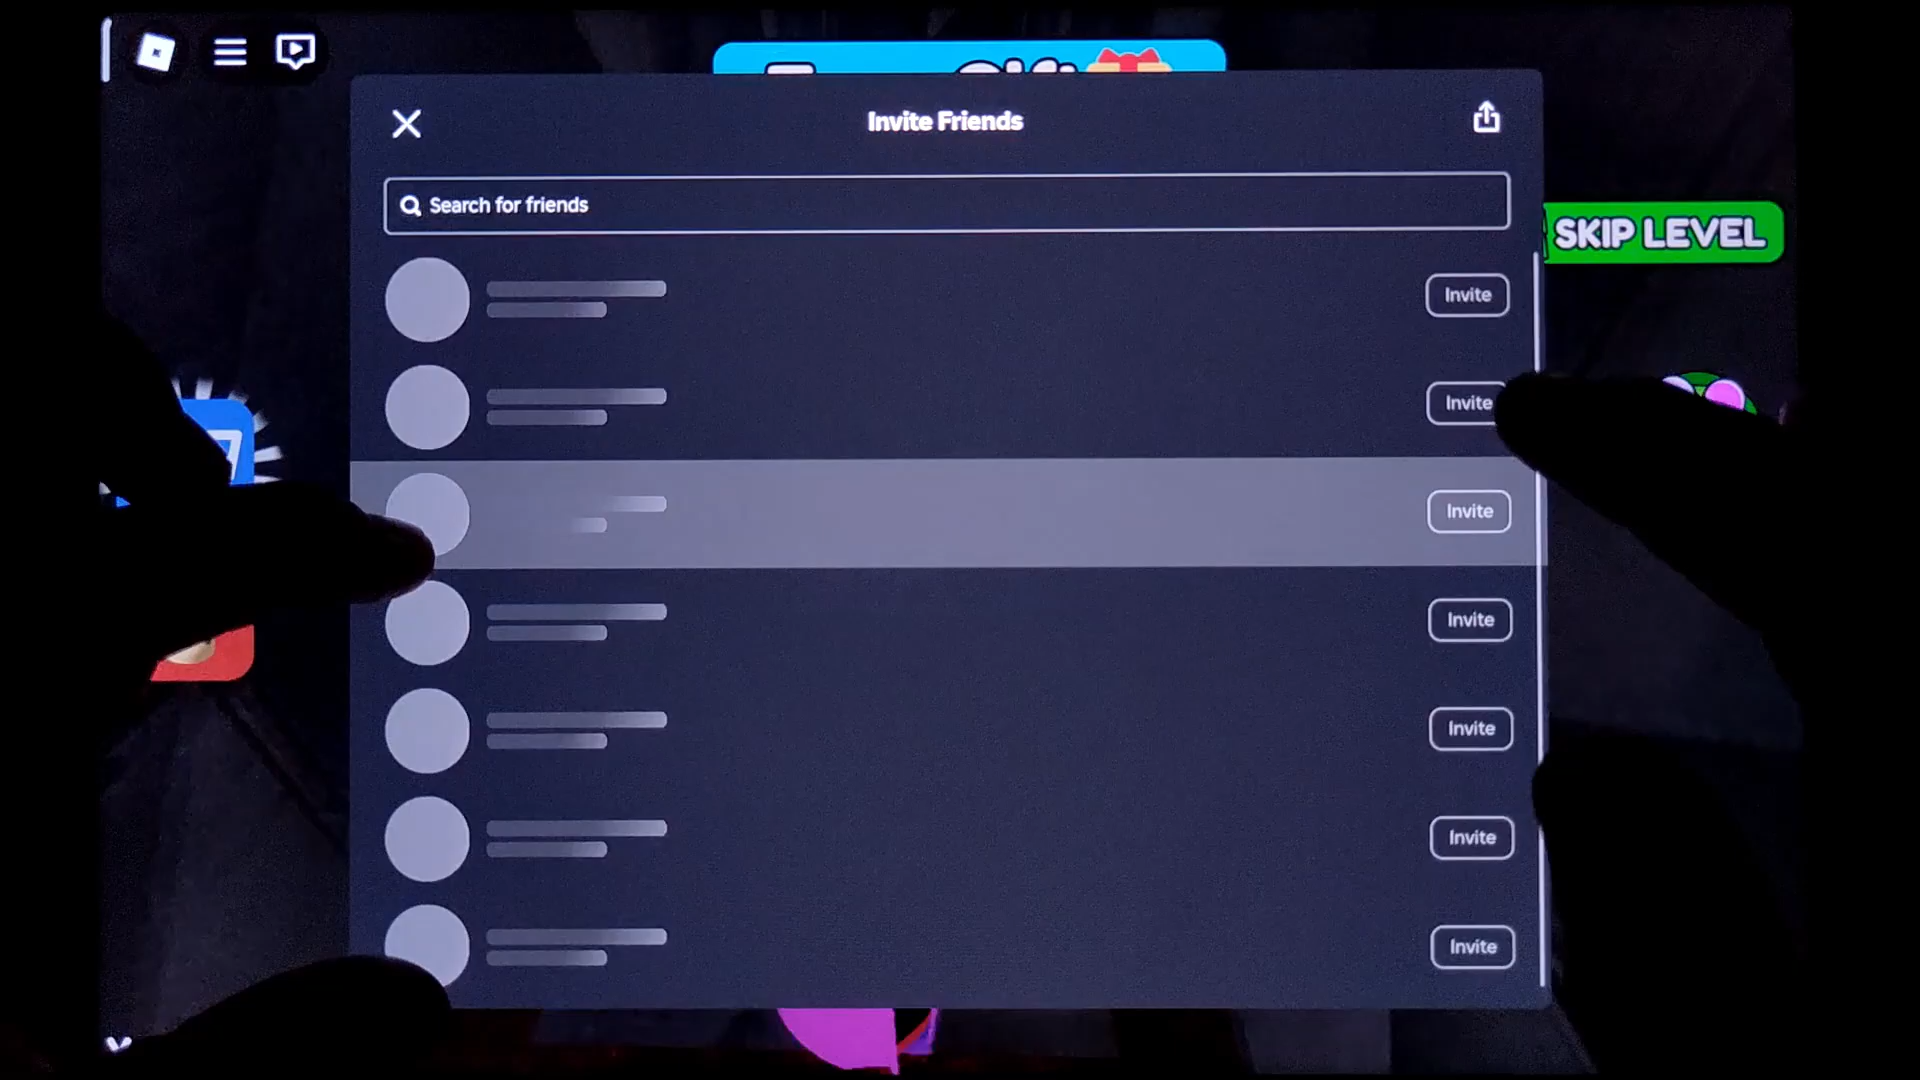 Invite Friends
Search for friends
SKIP LEVEL
Invite
Invite
Invite
Invite
Invite
Invite
Invite